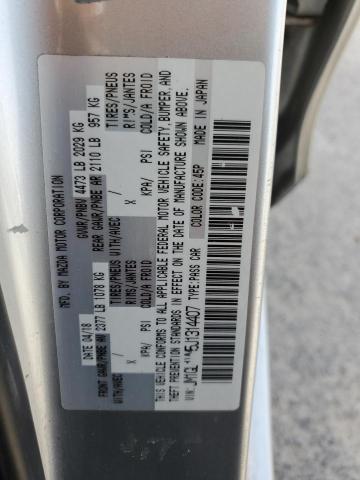 MFD. BY MAZDA MOTOR CORPORATION
DATE 04/18 GVWR/PNBV 4473 LB 2029 KG
FRONT GAWR/PNBE AV 2377 LB 1078 KG REAR GAWR/PNBE AR 2110 LB 957 KG
WITH/AVEC TIRES/PNEUS WITH/AVEC TIRES/PNEUS
/ X RIMS/JANTES / X RIMS/JANTES
KPA/ PSI COLD/A FROID KPA/ PSI COLD/A FROID
THIS VEHICLE CONFORMS TO ALL APPLICABLE FEDERAL MOTOR VEHICLE SAFETY, BUMPER, AND
THEFT PREVENTION STANDARDS IN EFFECT ON THE DATE OF MANUFACTURE SHOWN ABOVE.
VIN: 5J1314407 TYPE: PASS CAR COLOR CODE: 45P MADE IN JAPAN